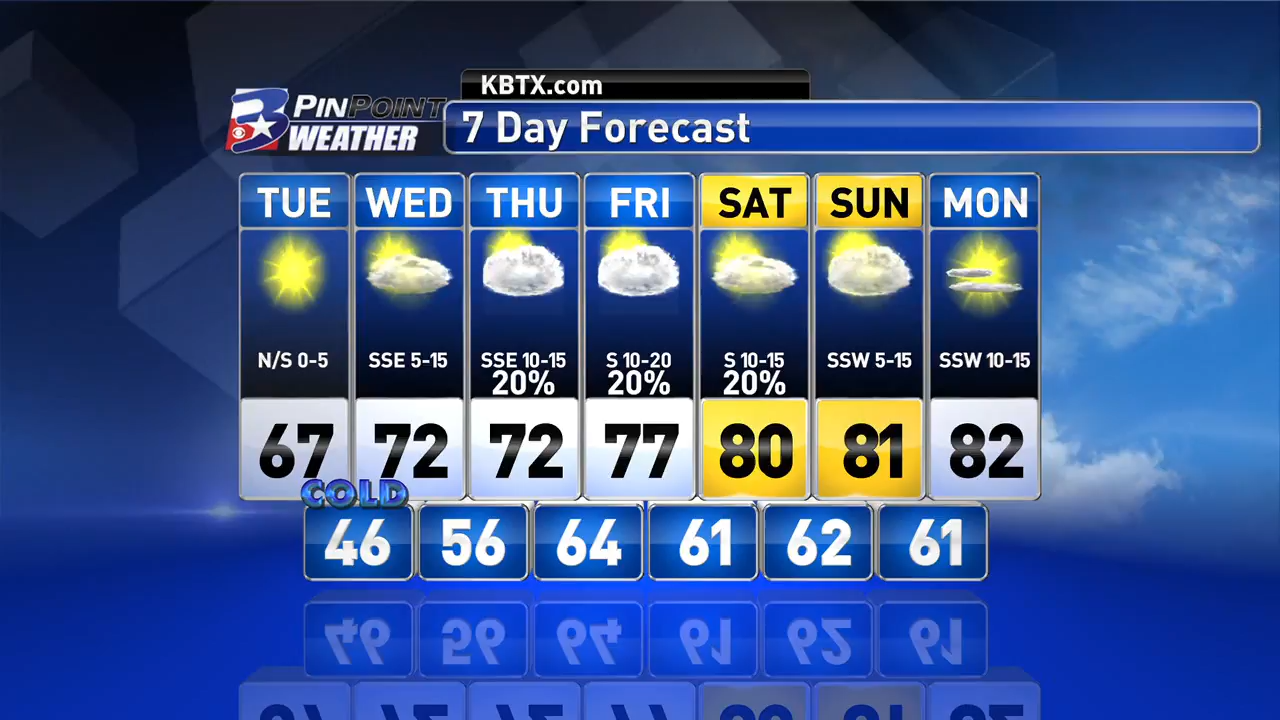 KBTX.com
3 PINPOINT
WEATHER
7 Day Forecast
TUE WED THU FRI SAT SUN MON
N/S 0-5 SSE 5-15 SSE 10-15 S 10-20 S 10-15 SSW 5-15 SSW 10-15
20% 20% 20%
67 72 72 77 80 81 82
COLD
46 56 64 61 62 61